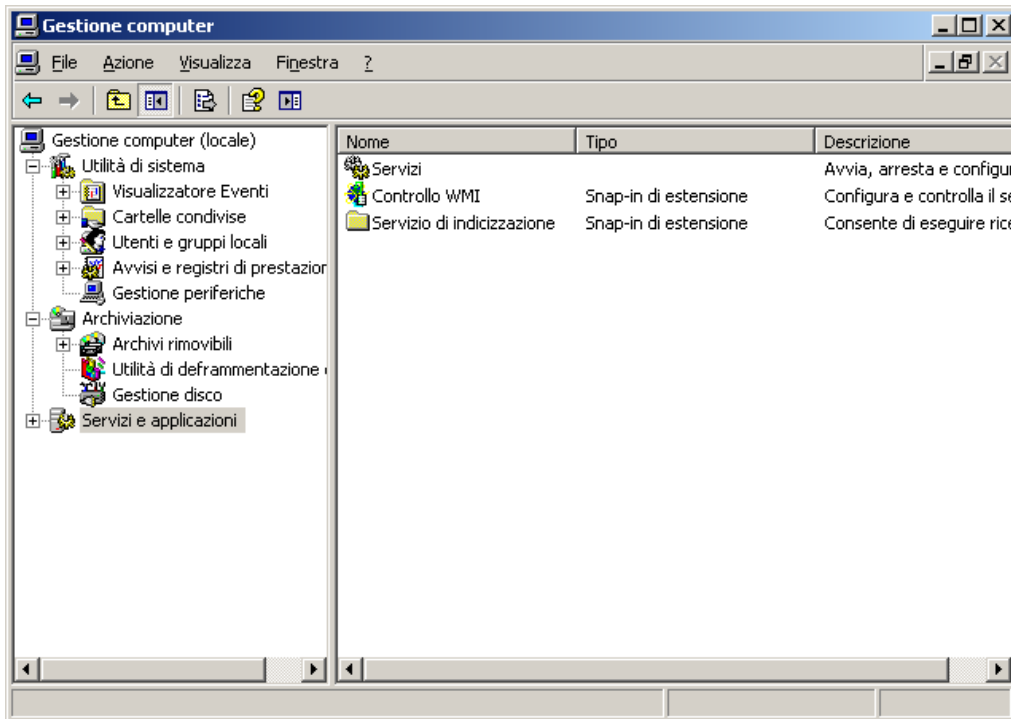 Gestione computer
File Azione Visualizza Finestra ?
Gestione computer (locale)
Utilità di sistema
Visualizzatore Eventi
Cartelle condivise
Utenti e gruppi locali
Avvisi e registri di prestazior
Gestione periferiche
Archiviazione
Archivi rimovibili
Utilità di deframmentazione
Gestione disco
Servizi e applicazioni
Nome Tipo Descrizione
Servizi Avvia, arresta e configur
Controllo WMI Snap-in di estensione Configura e controlla il se
Servizio di indicizzazione Snap-in di estensione Consente di eseguire rice